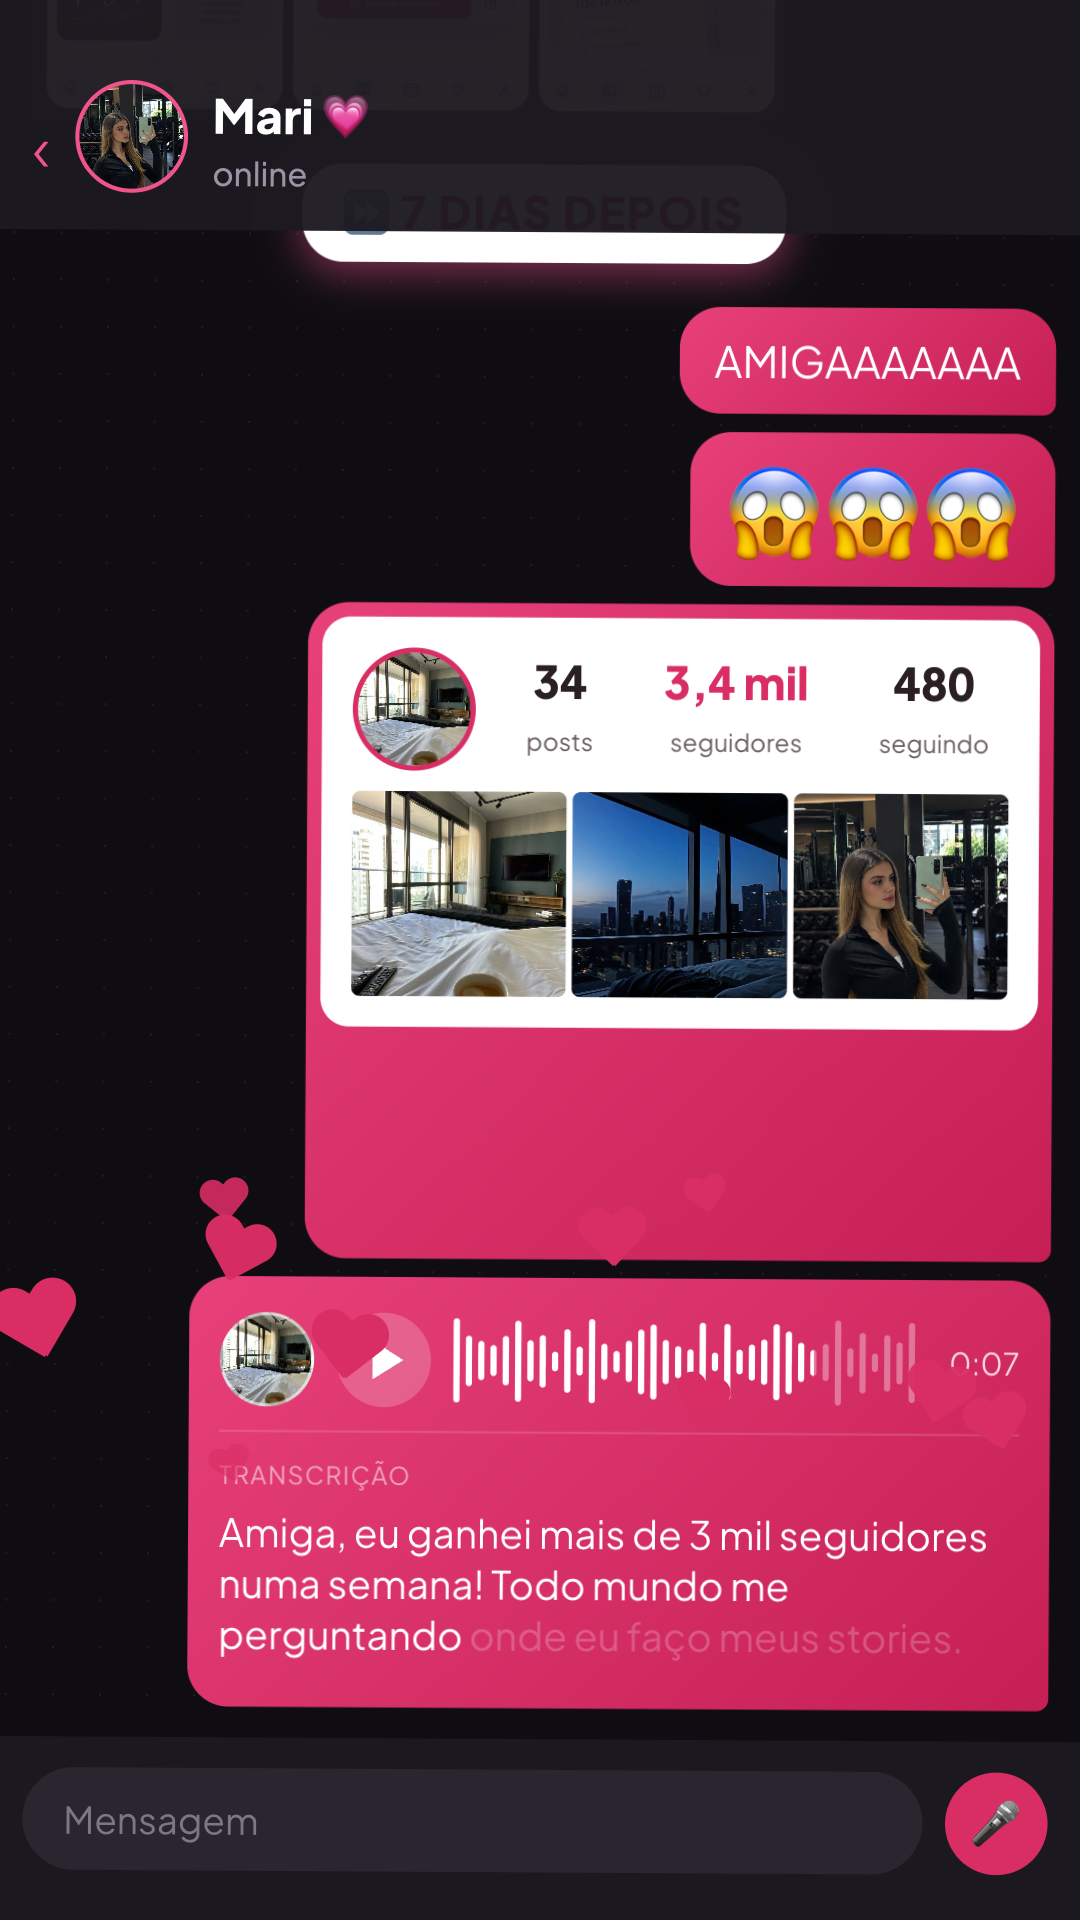 Mari
online
7 DIAS DEPOIS
AMIGAAAAAAA
34
posts
3,4 mil
seguidores
480
seguindo
0:07
TRANSCRIÇÃO
Amiga, eu ganhei mais de 3 mil seguidores
numa semana! Todo mundo me
perguntando onde eu faço meus stories.
Mensagem